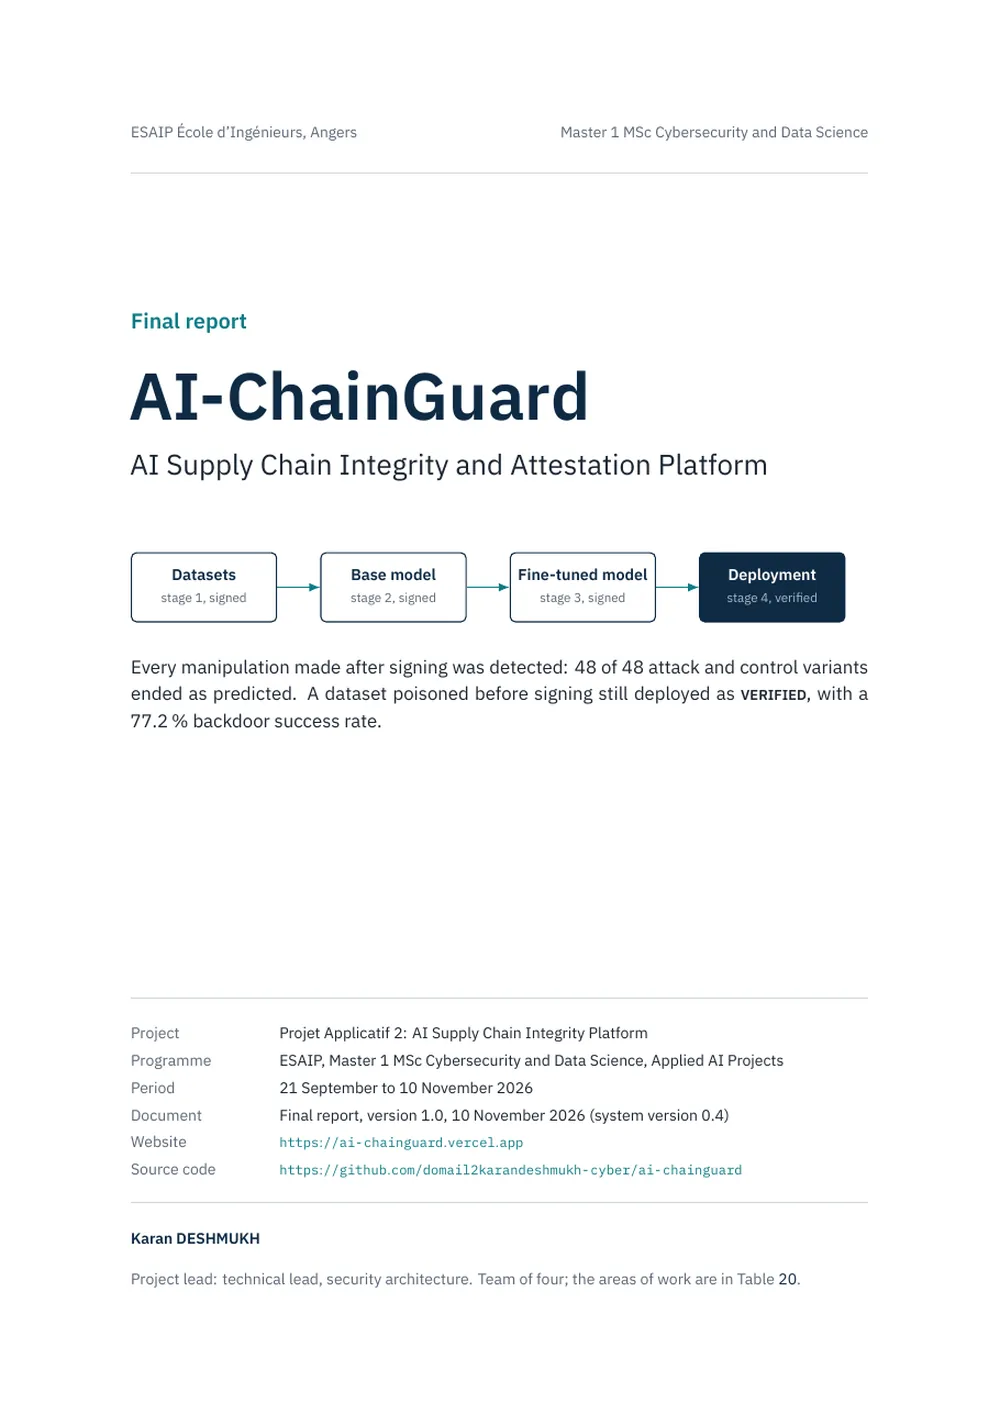 ESAIP École d'Ingénieurs, Angers
Master 1 MSc Cybersecurity and Data Science
Final report
AI-ChainGuard
AI Supply Chain Integrity and Attestation Platform
Datasets
stage 1, signed
Base model
stage 2, signed
Fine-tuned model
stage 3, signed
Deployment
stage 4, verified
Every manipulation made after signing was detected: 48 of 48 attack and control variants
ended as predicted. A dataset poisoned before signing still deployed as VERIFIED, with a
77.2 % backdoor success rate.
Project Projet Applicatif 2: AI Supply Chain Integrity Platform
Programme ESAIP, Master 1 MSc Cybersecurity and Data Science, Applied AI Projects
Period 21 September to 10 November 2026
Document Final report, version 1.0, 10 November 2026 (system version 0.4)
Website https://ai-chainguard.vercel.app
Source code https://github.com/domail2karandeshmukh-cyber/ai-chainguard
Karan DESHMUKH
Project lead: technical lead, security architecture. Team of four; the areas of work are in Table 20.